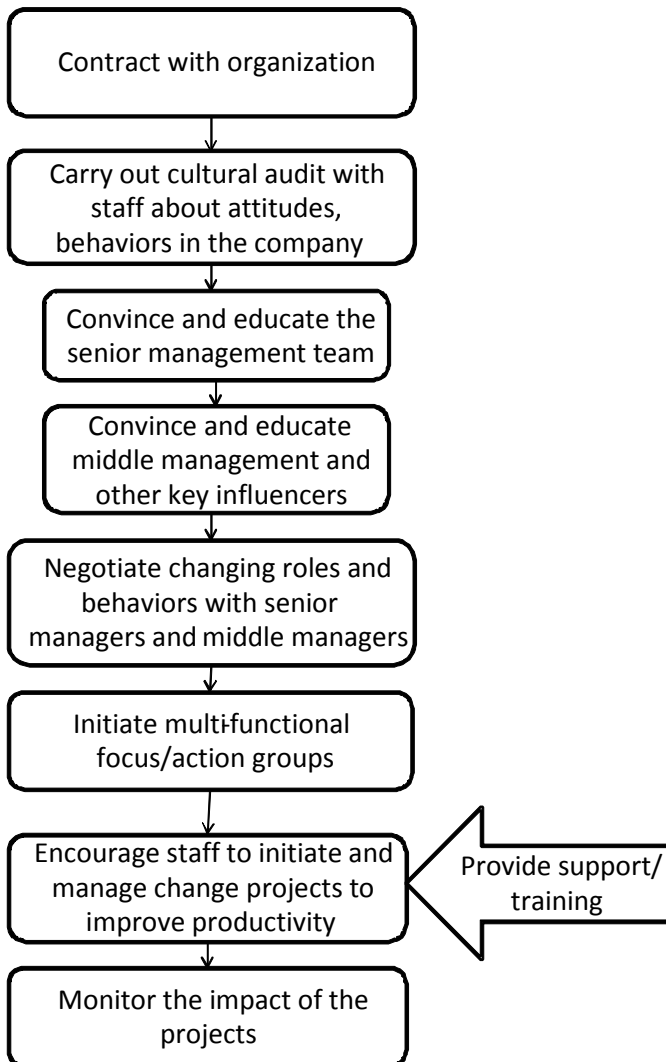 Contract with organization
Carry out cultural audit with
staff about attitudes,
behaviors in the company
Convince and educate the
senior management team
Convince and educate
middle management and
other key influencers
Negotiate changing roles and
behaviors with senior
managers and middle managers
Initiate multi-functional
focus/action groups
Encourage staff to initiate and
manage change projects to
improve productivity
Provide support/
training
Monitor the impact of the
projects